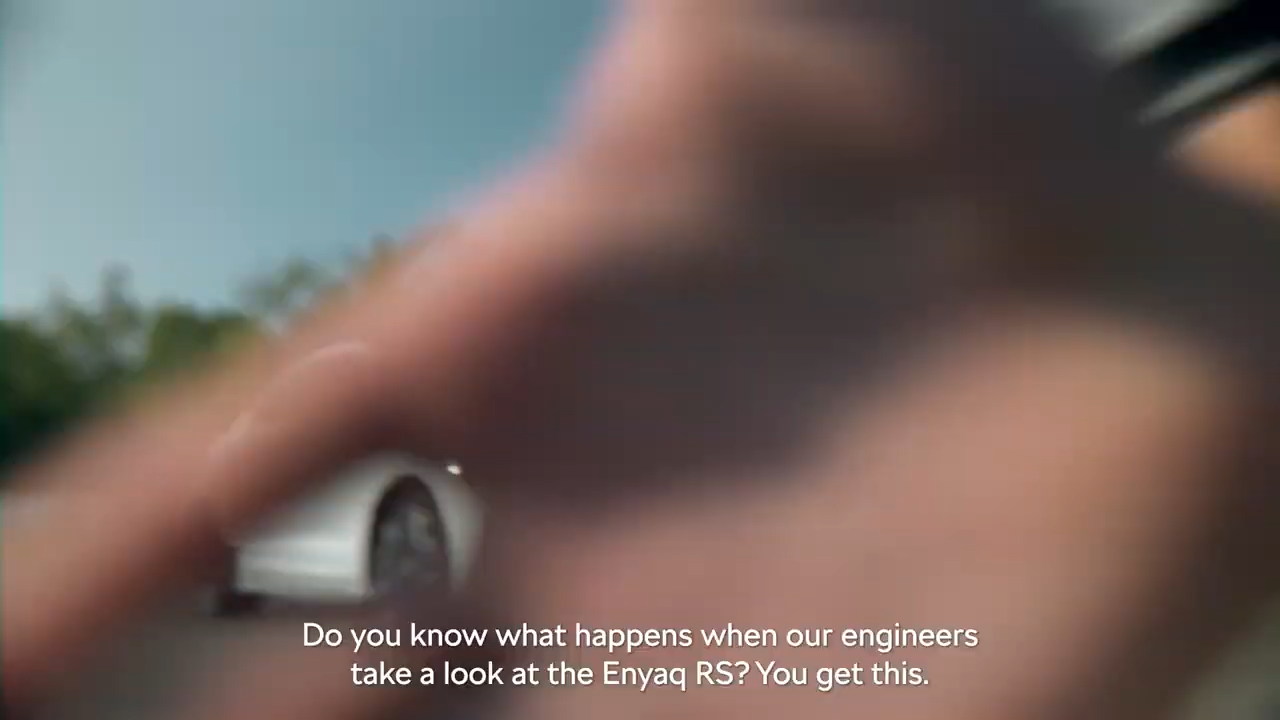 Do you know what happens when our engineers
take a look at the Enyaq RS? You get this.